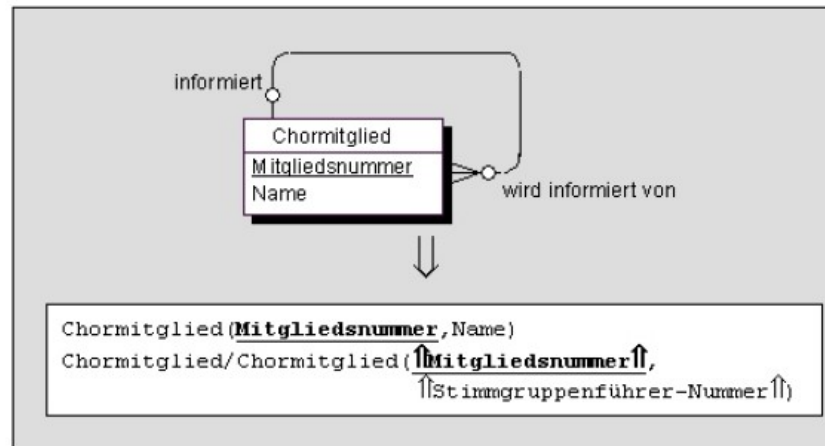 informiert
Chormitglied
Mitgliedsnummer
Name
wird informiert von
⇓
Chormitglied(Mitgliedsnummer,Name)
Chormitglied/Chormitglied(⇑Mitgliedsnummer⇑,
⇑Stimmgruppenführer-Nummer⇑)